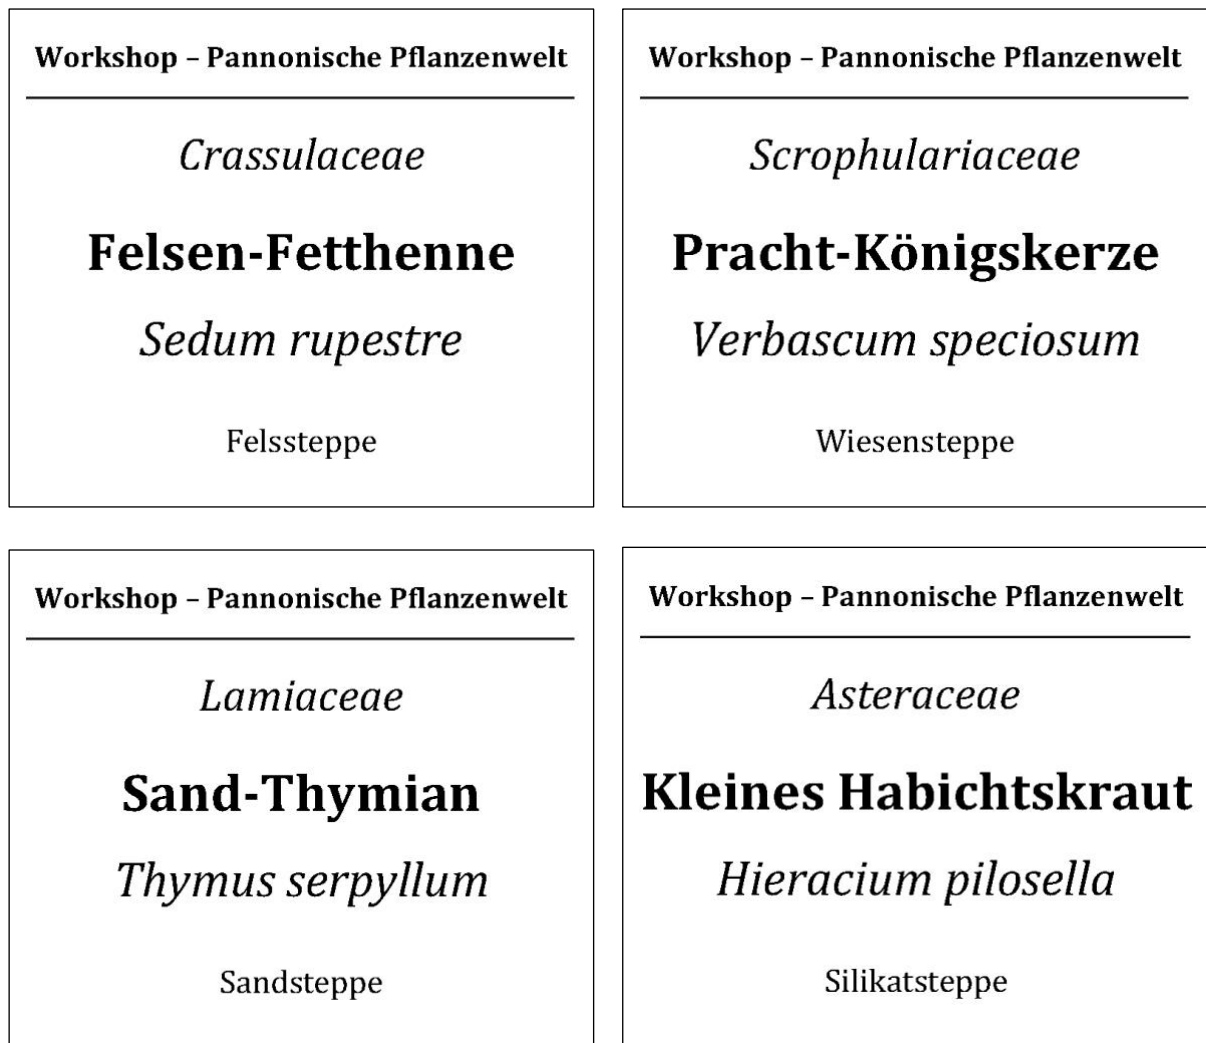 Workshop – Pannonische Pflanzenwelt
Crassulaceae
Felsen-Fetthenne
Sedum rupestre
Felssteppe
Workshop – Pannonische Pflanzenwelt
Scrophulariaceae
Pracht-Königskerze
Verbascum speciosum
Wiesensteppe
Workshop – Pannonische Pflanzenwelt
Lamiaceae
Sand-Thymian
Thymus serpyllum
Sandsteppe
Workshop – Pannonische Pflanzenwelt
Asteraceae
Kleines Habichtskraut
Hieracium pilosella
Silikatsteppe